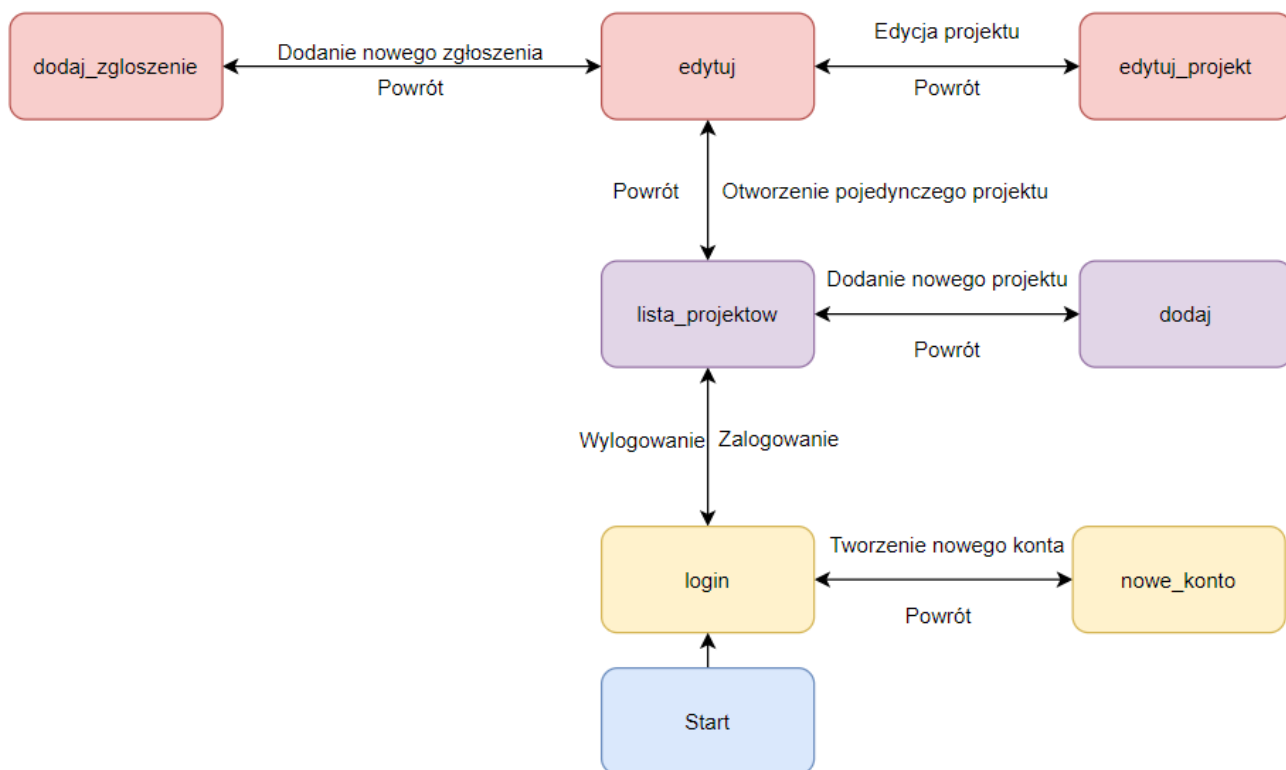 dodaj_zgloszenie
Dodanie nowego zgłoszenia
Powrót
edytuj
Edycja projektu
Powrót
edytuj_projekt
Powrót
Otworzenie pojedynczego projektu
lista_projektow
Dodanie nowego projektu
Powrót
dodaj
Wylogowanie
Zalogowanie
login
Tworzenie nowego konta
Powrót
nowe_konto
Start